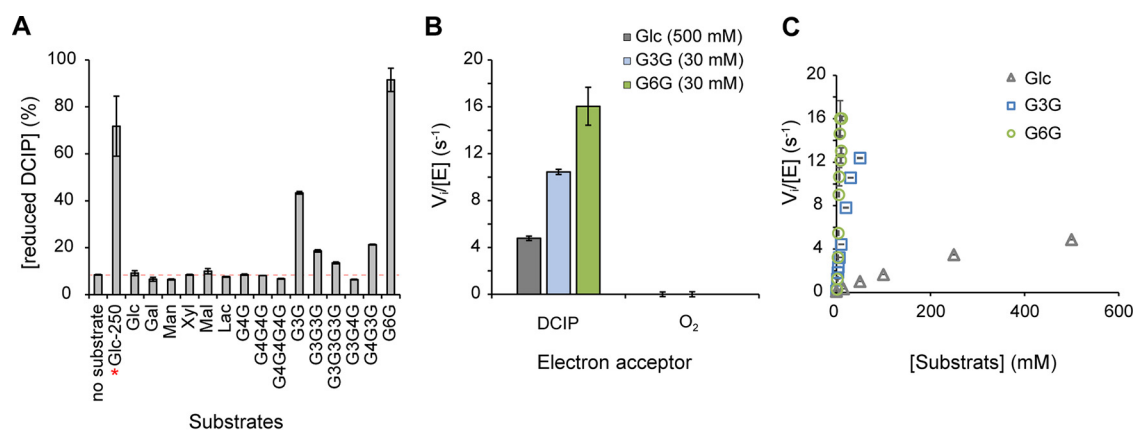 A
[reduced DCIP] (%)
100
80
60
40
20
0
no substrate
* Glc-250
Glc
Gal
Man
Xyl
Mal
Lac
G4G
G4G4G
G4G4G4G
G3G
G3G3G
G3G3G3G
G3G4G
G4G3G
G6G
Substrates
B
Glc (500 mM)
G3G (30 mM)
G6G (30 mM)
Vᵢ/[E] (s⁻¹)
20
16
12
8
4
0
DCIP
O₂
Electron acceptor
C
Glc
G3G
G6G
Vᵢ/[E] (s⁻¹)
20
16
12
8
4
0
0
200
400
600
[Substrats] (mM)